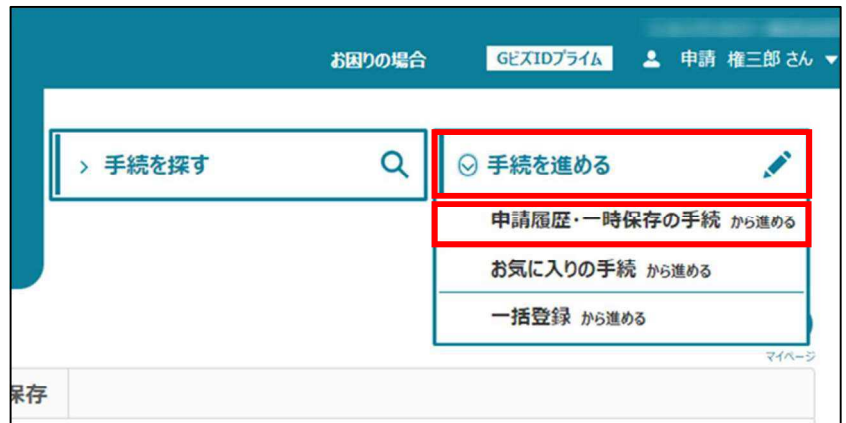 お困りの場合 GビズIDプライム 申請 権三郎 さん ▼
> 手続を探す
手続を進める
申請履歴・一時保存の手続 から進める
お気に入りの手続 から進める
一括登録 から進める
マイページ
保存